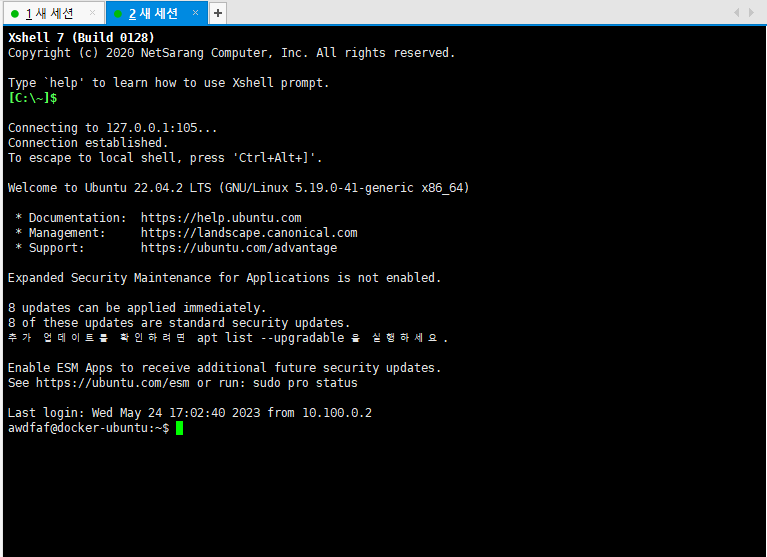 1 새 세션 × 2 새 세션 × +
Xshell 7 (Build 0128)
Copyright (c) 2020 NetSarang Computer, Inc. All rights reserved.
Type `help' to learn how to use Xshell prompt.
[C:\~]$
Connecting to 127.0.0.1:105...
Connection established.
To escape to local shell, press 'Ctrl+Alt+]'.
Welcome to Ubuntu 22.04.2 LTS (GNU/Linux 5.19.0-41-generic x86_64)
* Documentation:  https://help.ubuntu.com
* Management:     https://landscape.canonical.com
* Support:        https://ubuntu.com/advantage
Expanded Security Maintenance for Applications is not enabled.
8 updates can be applied immediately.
8 of these updates are standard security updates.
추가 업데이트를 확인하려면 apt list --upgradable 을 실행하세요.
Enable ESM Apps to receive additional future security updates.
See https://ubuntu.com/esm or run: sudo pro status
Last login: Wed May 24 17:02:40 2023 from 10.100.0.2
awdfaf@docker-ubuntu:~$